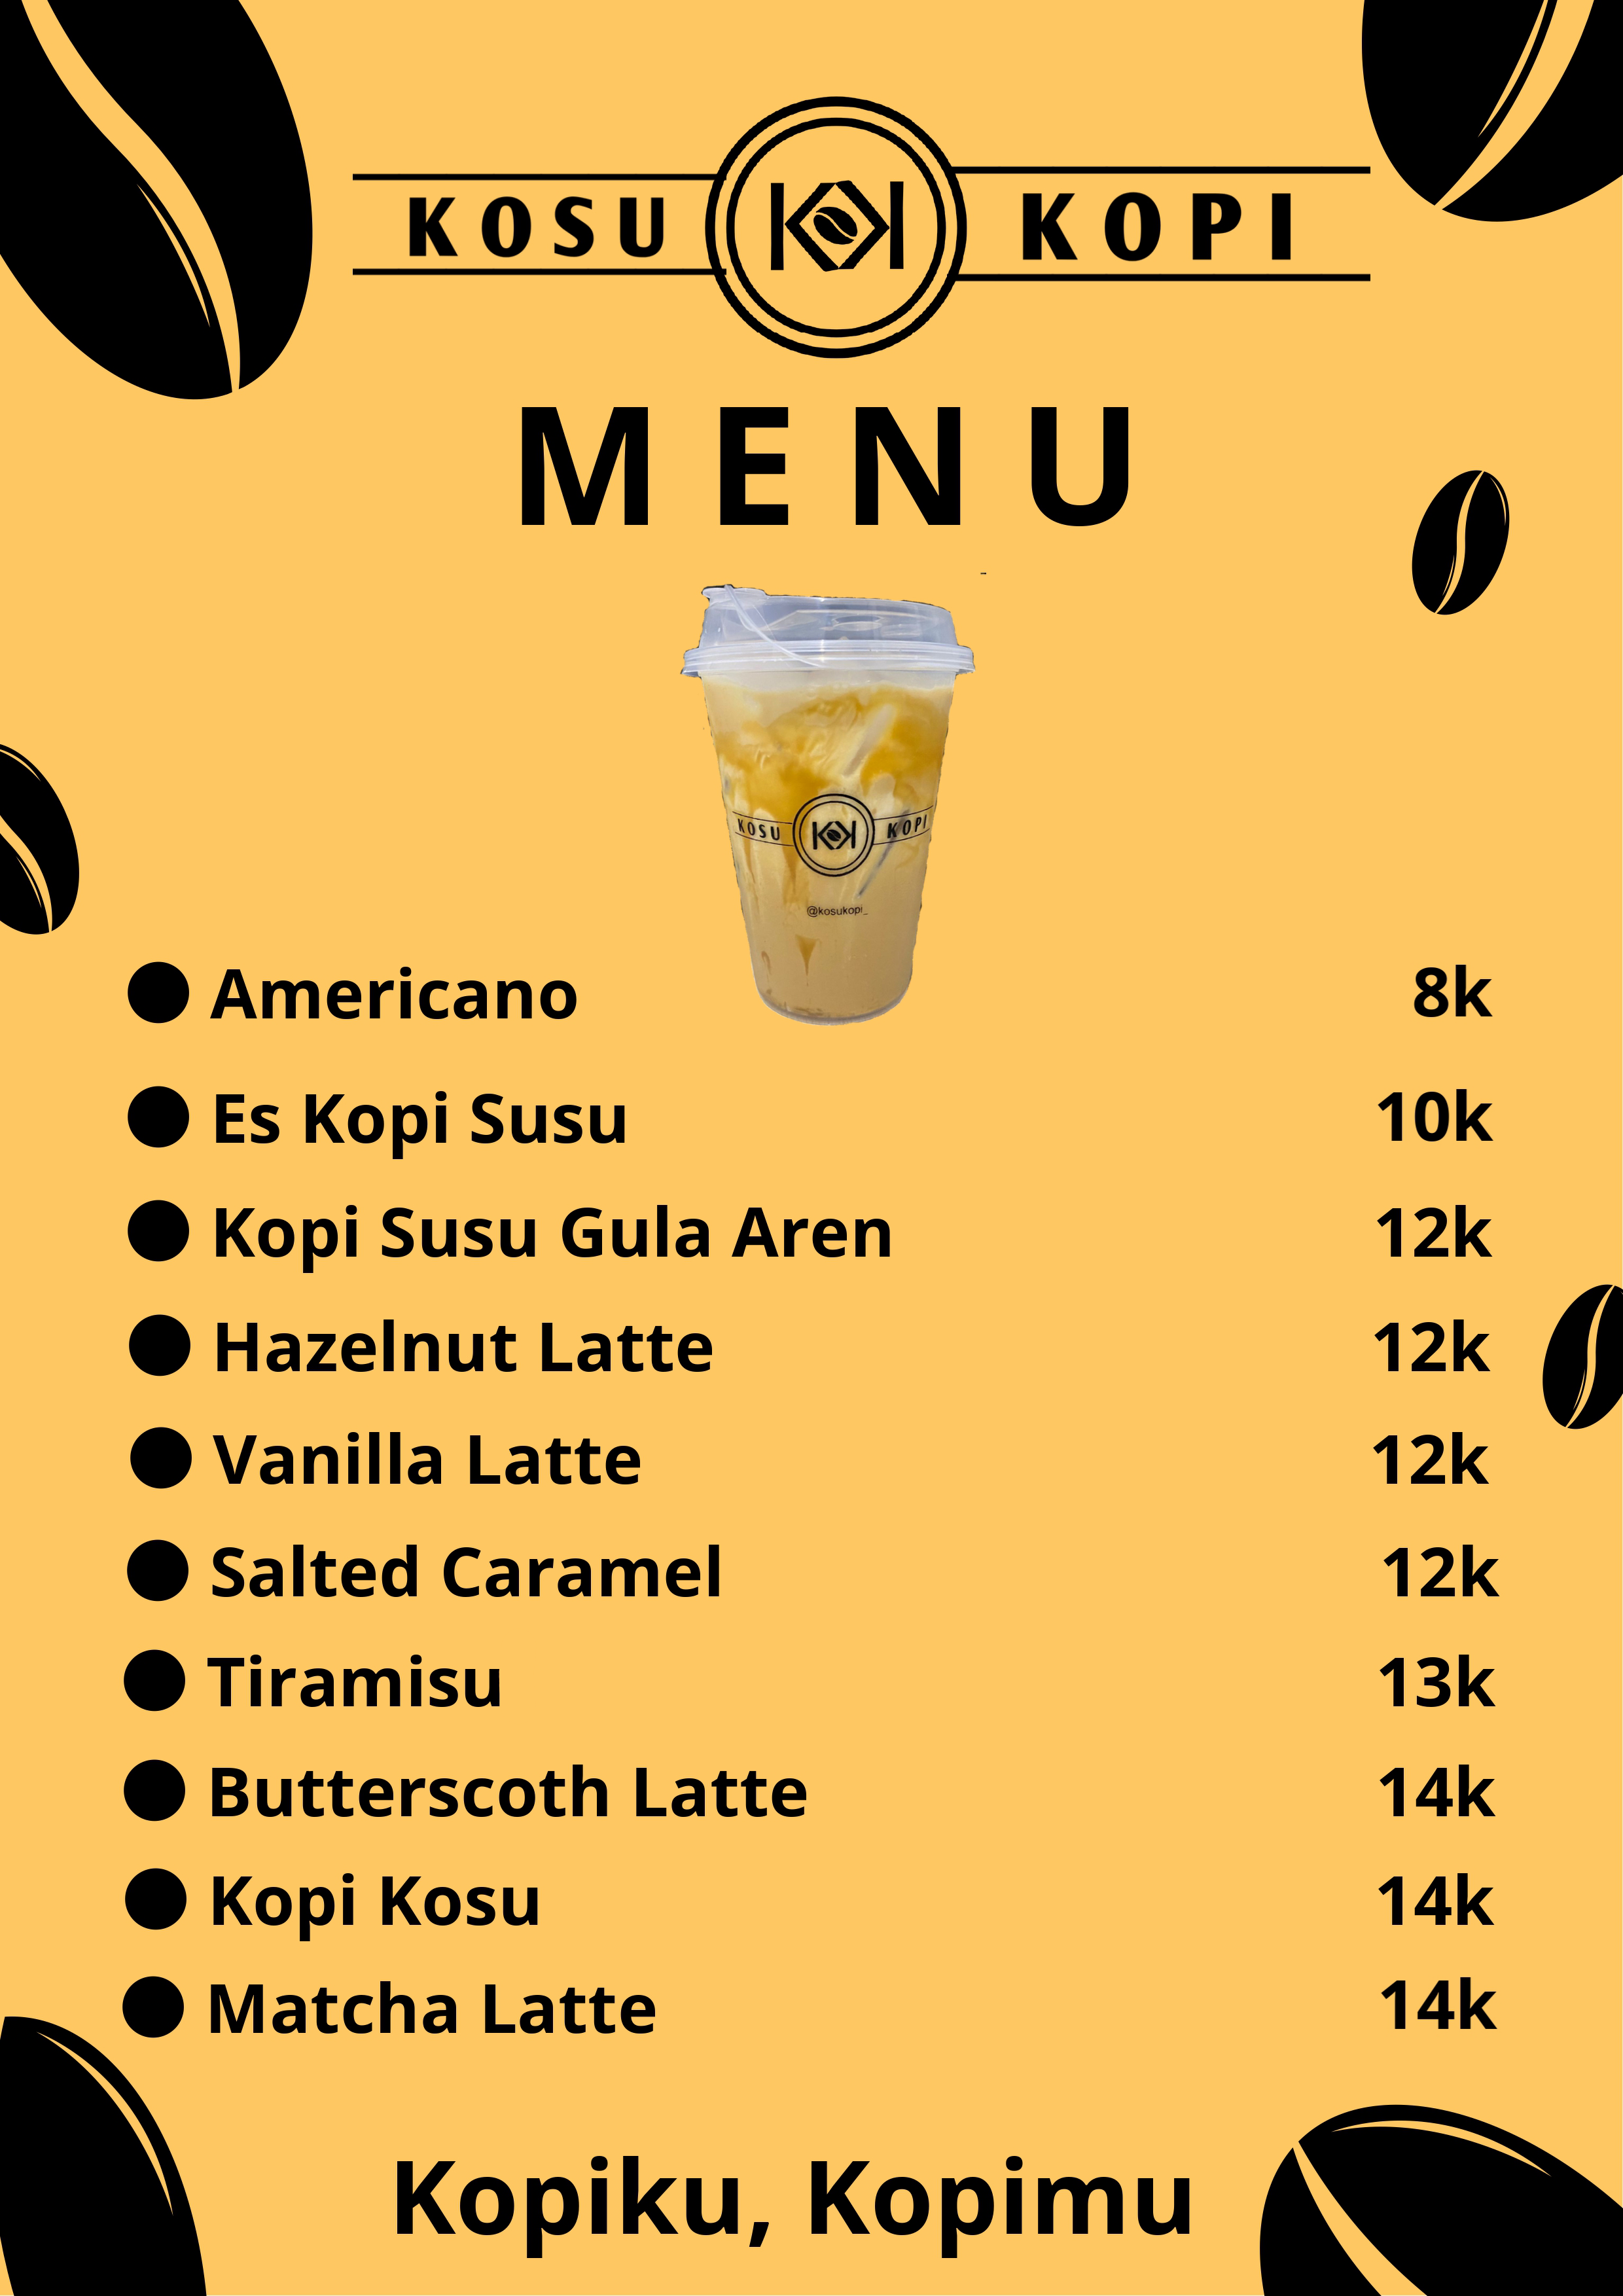 KOSU KK KOPI
MENU
KOSU KK KOPI
@kosukopi_
Americano 8k
Es Kopi Susu 10k
Kopi Susu Gula Aren 12k
Hazelnut Latte 12k
Vanilla Latte 12k
Salted Caramel 12k
Tiramisu 13k
Butterscoth Latte 14k
Kopi Kosu 14k
Matcha Latte 14k
Kopiku, Kopimu